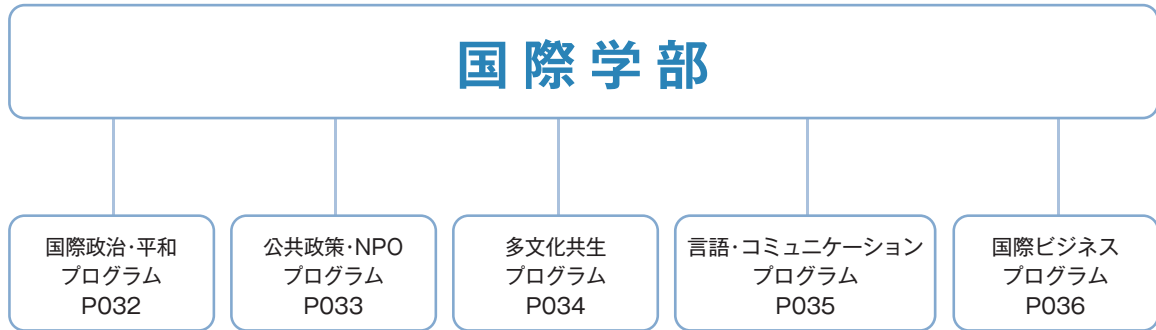 国際学部
国際政治・平和
プログラム
P032
公共政策・NPO
プログラム
P033
多文化共生
プログラム
P034
言語・コミュニケーション
プログラム
P035
国際ビジネス
プログラム
P036